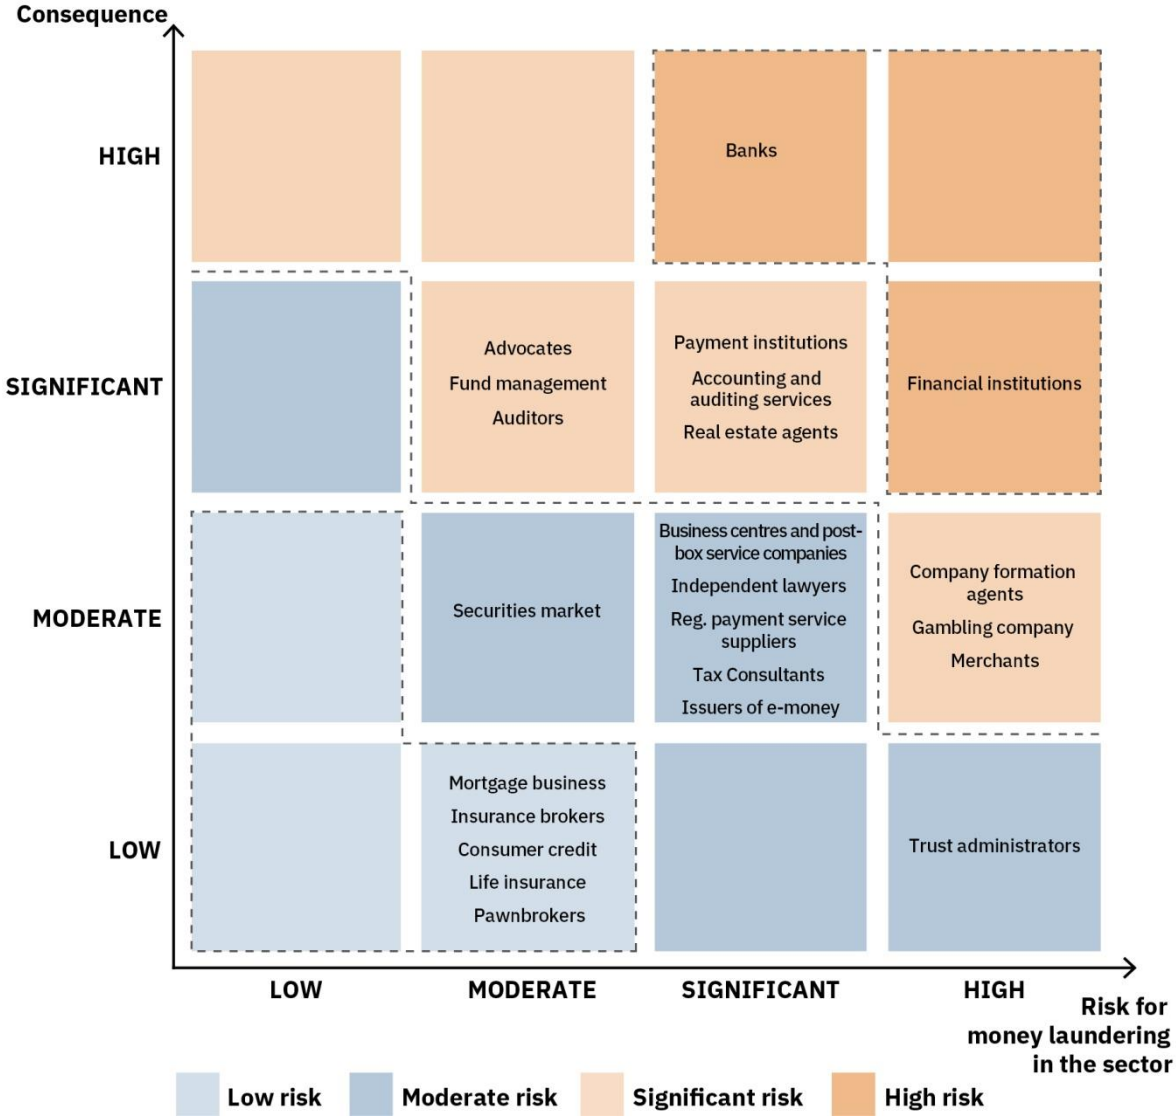 Consequence
HIGH
Banks
SIGNIFICANT
Advocates
Fund management
Auditors
Payment institutions
Accounting and
auditing services
Real estate agents
Financial institutions
MODERATE
Securities market
Business centres and post-
box service companies
Independent lawyers
Reg. payment service
suppliers
Tax Consultants
Issuers of e-money
Company formation
agents
Gambling company
Merchants
LOW
Mortgage business
Insurance brokers
Consumer credit
Life insurance
Pawnbrokers
Trust administrators
LOW
MODERATE
SIGNIFICANT
HIGH
Risk for
money laundering
in the sector
Low risk
Moderate risk
Significant risk
High risk